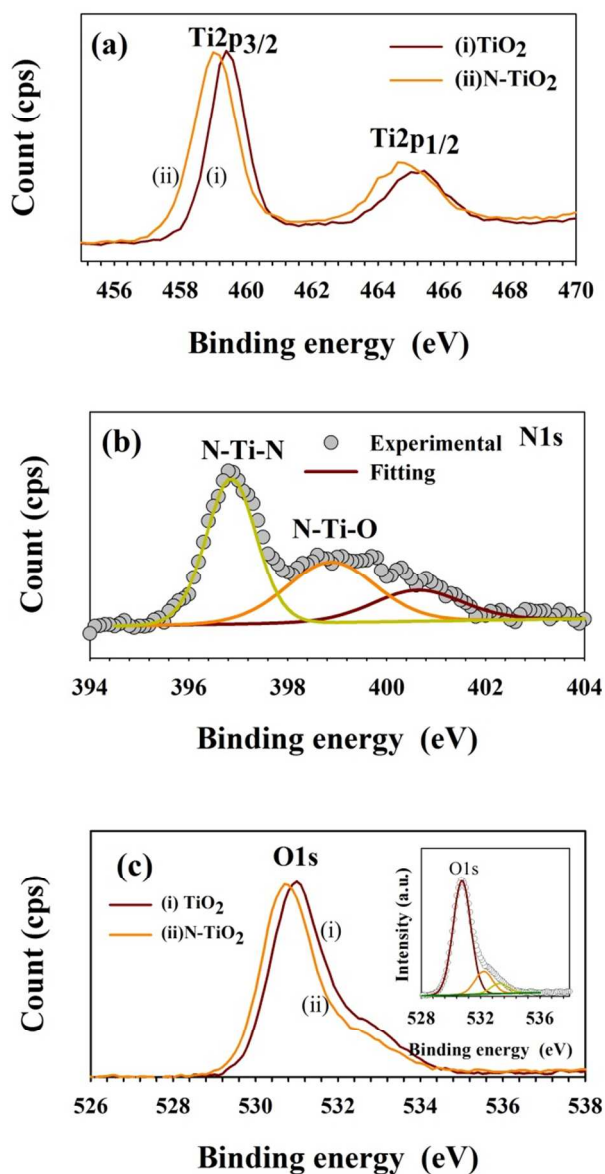 (a)
Ti2p3/2
(i)TiO2
(ii)N-TiO2
Ti2p1/2
(ii)
(i)
Count (cps)
456 458 460 462 464 466 468 470
Binding energy (eV)
(b)
N-Ti-N
Experimental
N1s
Fitting
N-Ti-O
Count (cps)
394 396 398 400 402 404
Binding energy (eV)
(c)
O1s
(i) TiO2
(ii)N-TiO2
(i)
(ii)
Count (cps)
O1s
Intensity (a.u.)
528 532 536
Binding energy (eV)
526 528 530 532 534 536 538
Binding energy (eV)